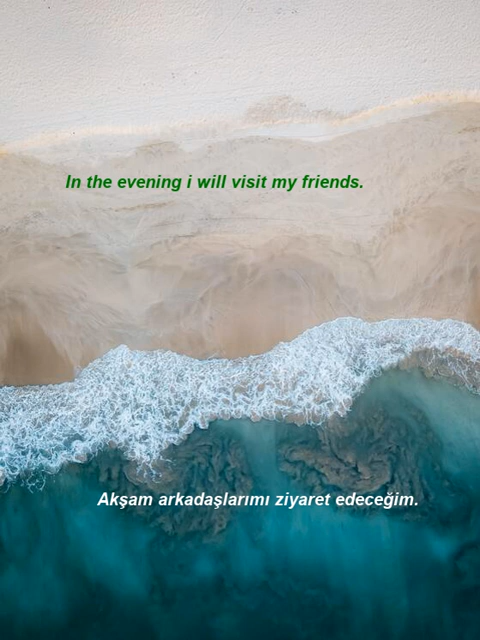 In the evening i will visit my friends.
Akşam arkadaşlarımı ziyaret edeceğim.